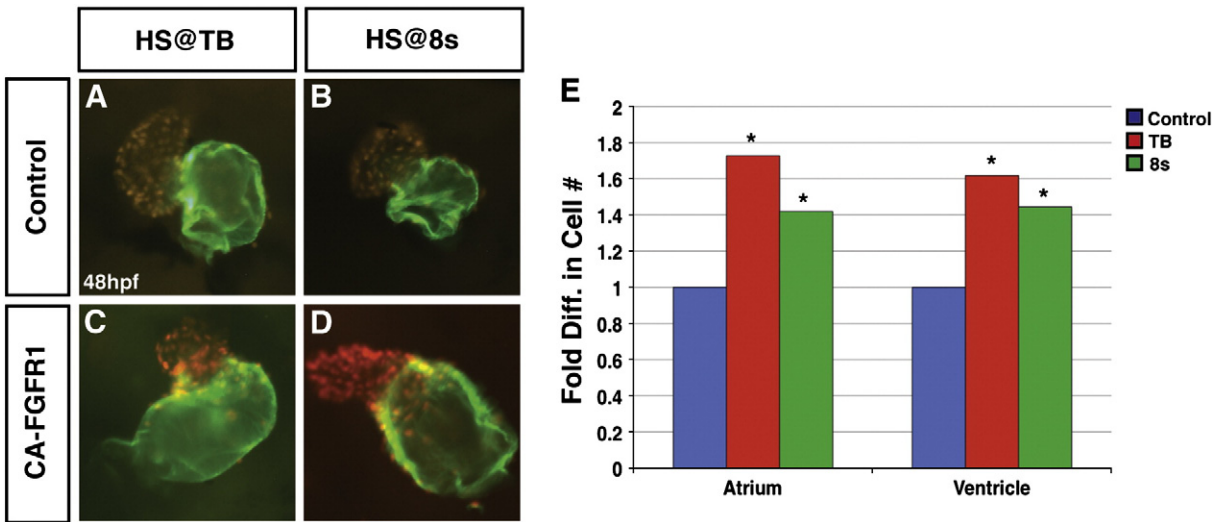 HS@TB
HS@8s
Control
CA-FGFR1
A
B
48hpf
C
D
E
Fold Diff. in Cell #
2
1.8
1.6
1.4
1.2
1
0.8
0.6
0.4
0.2
0
*
*
*
*
Atrium
Ventricle
Control
TB
8s